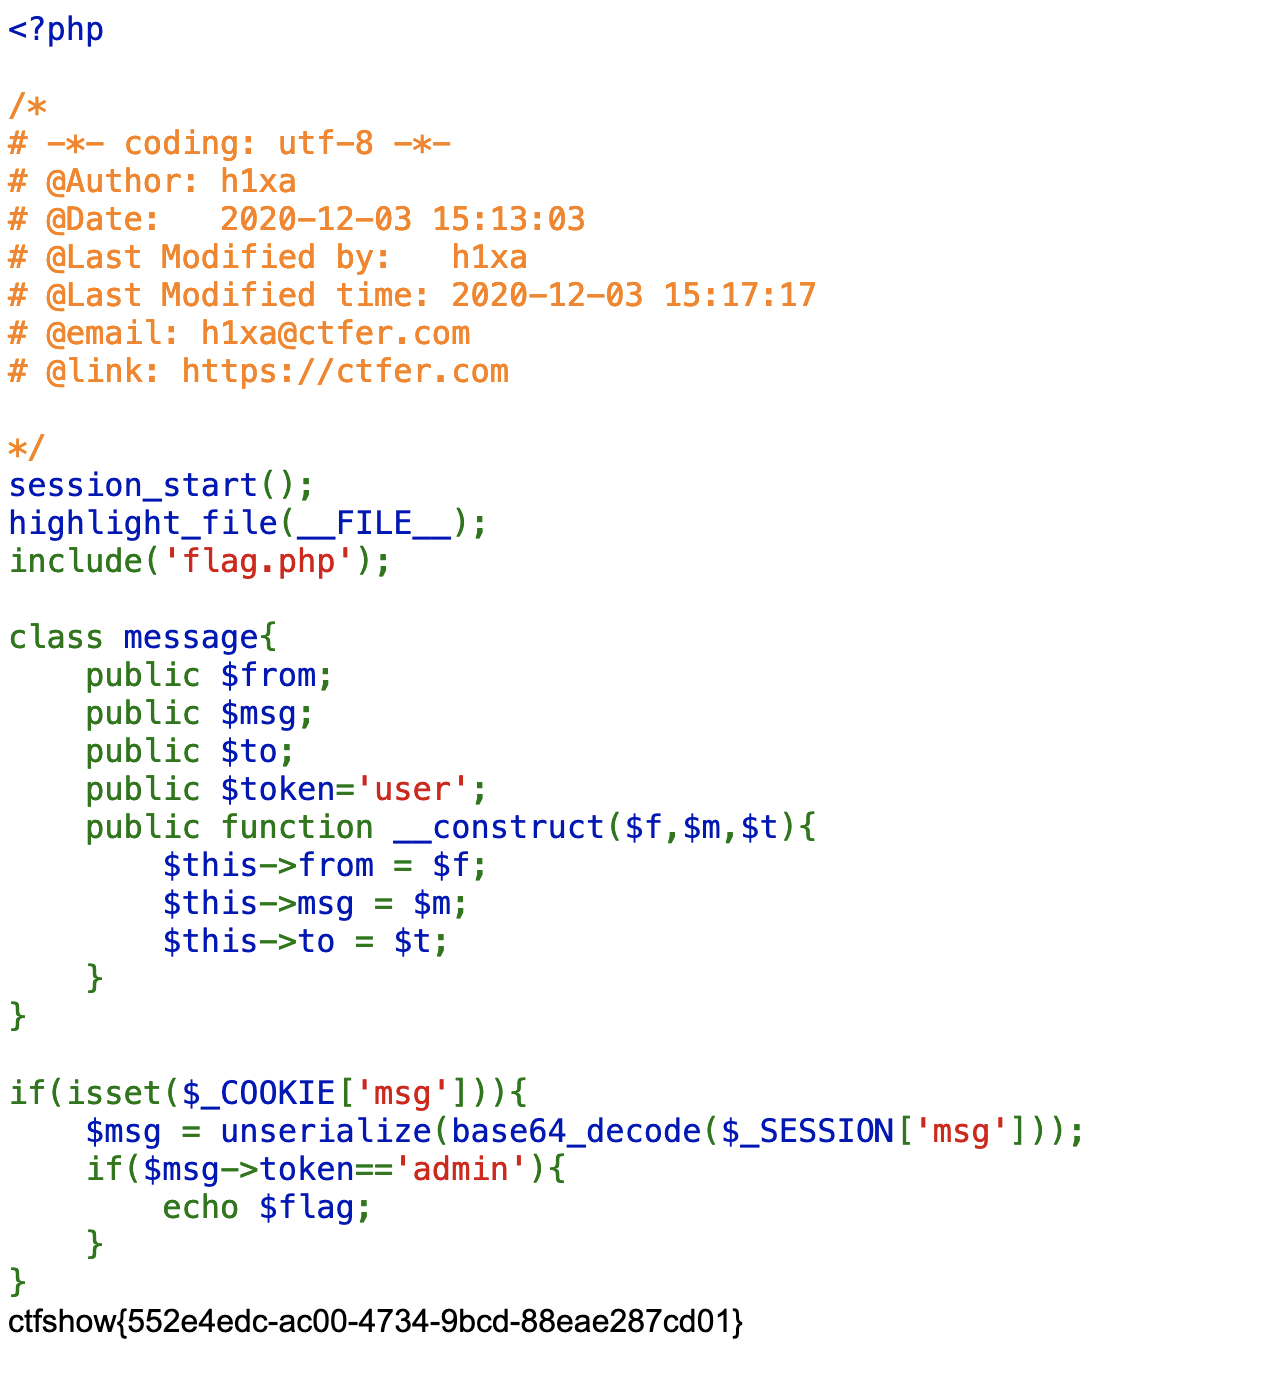 <?php
/*
# -*- coding: utf-8 -*-
# @Author: h1xa
# @Date:   2020-12-03 15:13:03
# @Last Modified by:   h1xa
# @Last Modified time: 2020-12-03 15:17:17
# @email: h1xa@ctfer.com
# @link: https://ctfer.com
*/
session_start();
highlight_file(__FILE__);
include('flag.php');
class message{
    public $from;
    public $msg;
    public $to;
    public $token='user';
    public function __construct($f,$m,$t){
        $this->from = $f;
        $this->msg = $m;
        $this->to = $t;
    }
}
if(isset($_COOKIE['msg'])){
    $msg = unserialize(base64_decode($_SESSION['msg']));
    if($msg->token=='admin'){
        echo $flag;
    }
}
ctfshow{552e4edc-ac00-4734-9bcd-88eae287cd01}